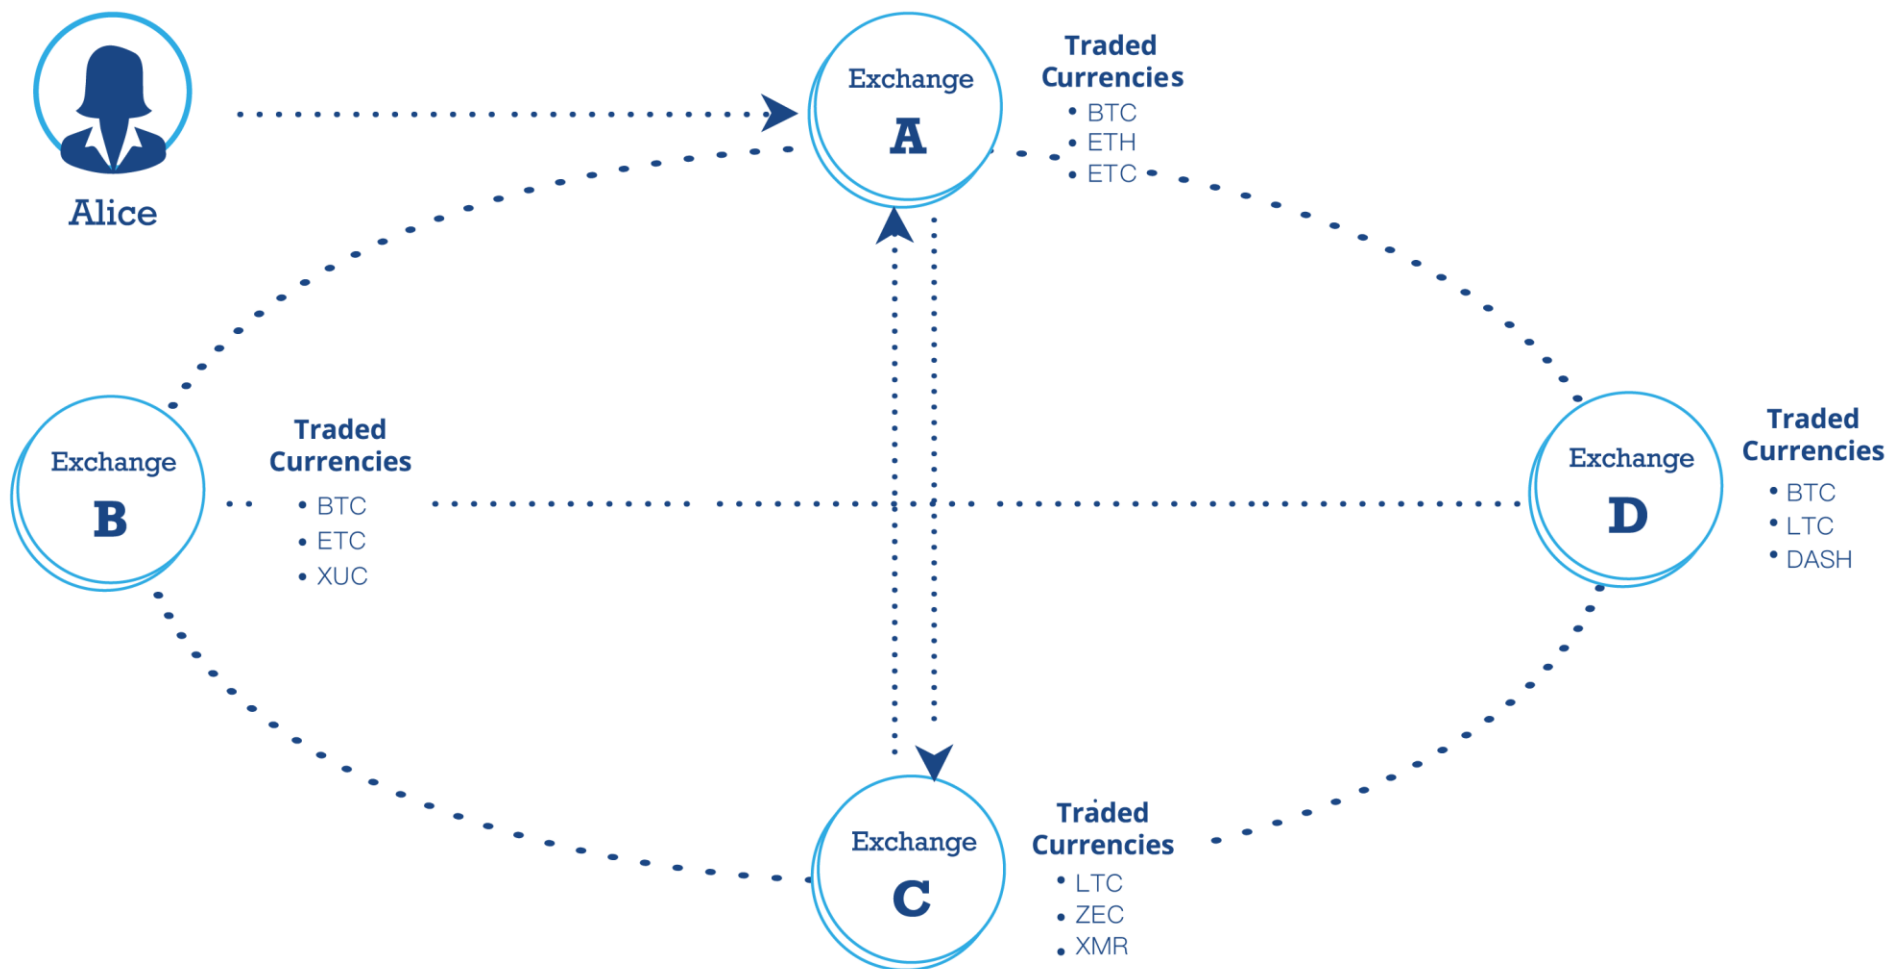 Alice
Exchange
A
Traded
Currencies
• BTC
• ETH
• ETC
Exchange
B
Traded
Currencies
• BTC
• ETC
• XUC
Exchange
D
Traded
Currencies
• BTC
• LTC
• DASH
Exchange
C
Traded
Currencies
• LTC
• ZEC
• XMR